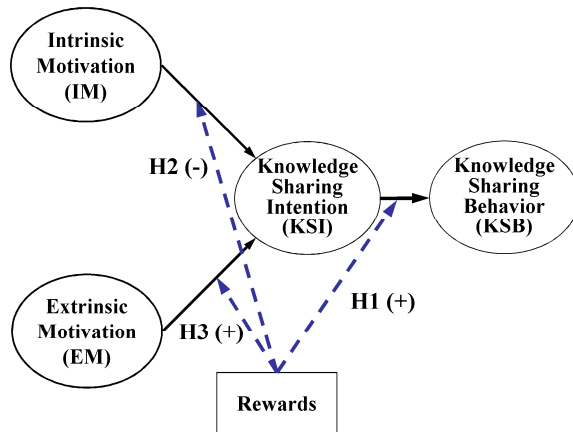 Intrinsic
Motivation
(IM)
H2 (-)
Knowledge
Sharing
Intention
(KSI)
Knowledge
Sharing
Behavior
(KSB)
Extrinsic
Motivation
(EM)
H3 (+)
H1 (+)
Rewards